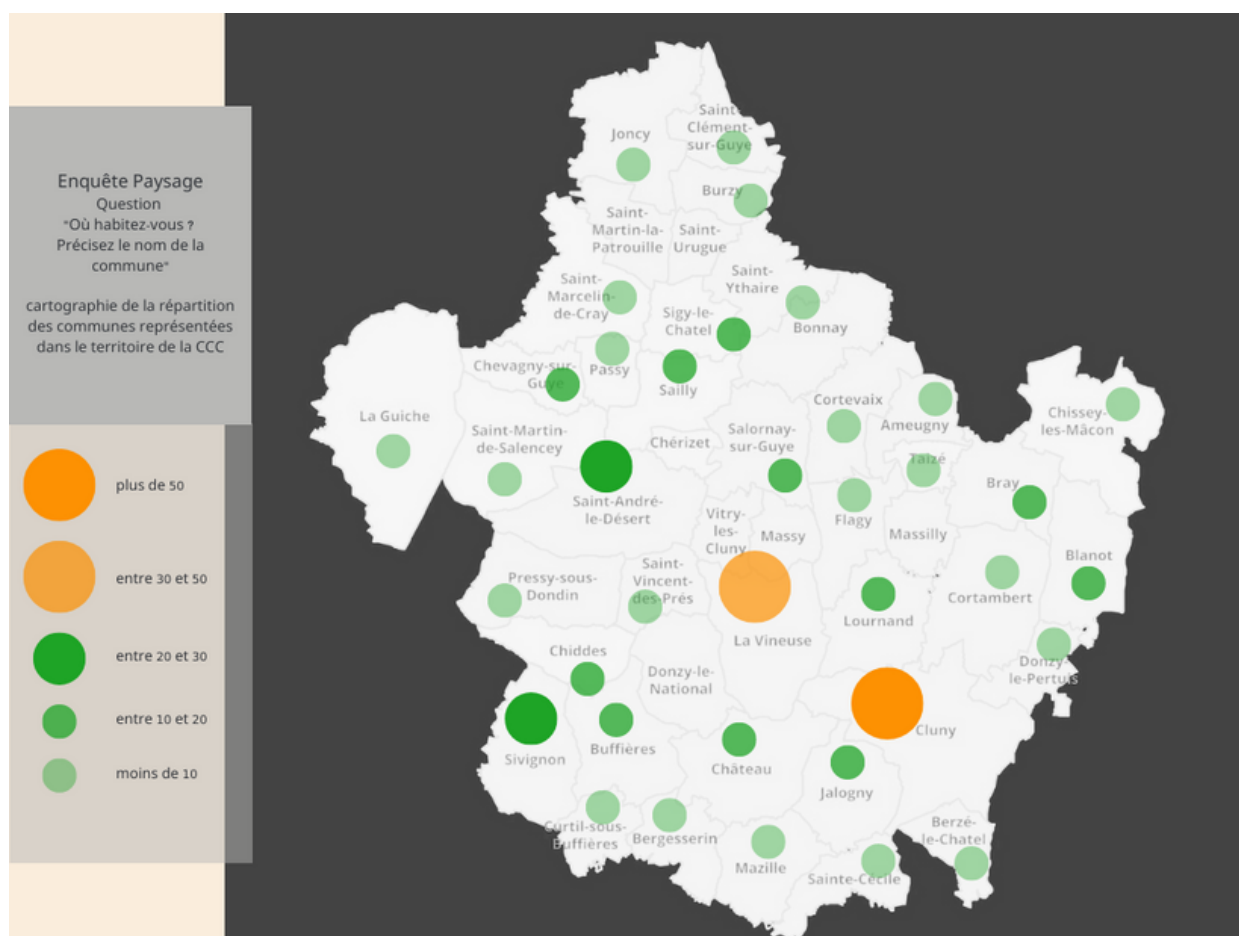 Enquête Paysage
Question
"Où habitez-vous ?
Précisez le nom de la
commune"
cartographie de la répartition
des communes représentées
dans le territoire de la CCC
plus de 50
entre 30 et 50
entre 20 et 30
entre 10 et 20
moins de 10
Joncy
Saint-
Clément-
sur-Guye
Burzy
Saint-
Martin-la-
Patrouille
Saint-
Urugue
Saint-
Marcelin-
de-Cray
Sigy-le-
Chatel
Saint-
Ythaire
Bonnay
Chevagny-sur-
Guye
Passy
Sailly
La Guiche
Saint-Martin-
de-Salencey
Chérizet
Salornay-
sur-Guye
Cortevaix
Ameugny
Chissey-
les-Mâcon
Taizé
Saint-André-
le-Désert
Vitry-
les-
Cluny
Massy
Flagy
Massilly
Bray
Blanot
Pressy-sous-
Dondin
Saint-
Vincent-
des-Prés
La Vineuse
Lournand
Cortambert
Donzy-
le-Pertuis
Chiddes
Donzy-le-
National
Cluny
Sivignon
Buffières
Château
Jalogny
Curtil-sous-
Buffières
Bergesserin
Mazille
Sainte-Cécile
Berzé-
le-Chatel